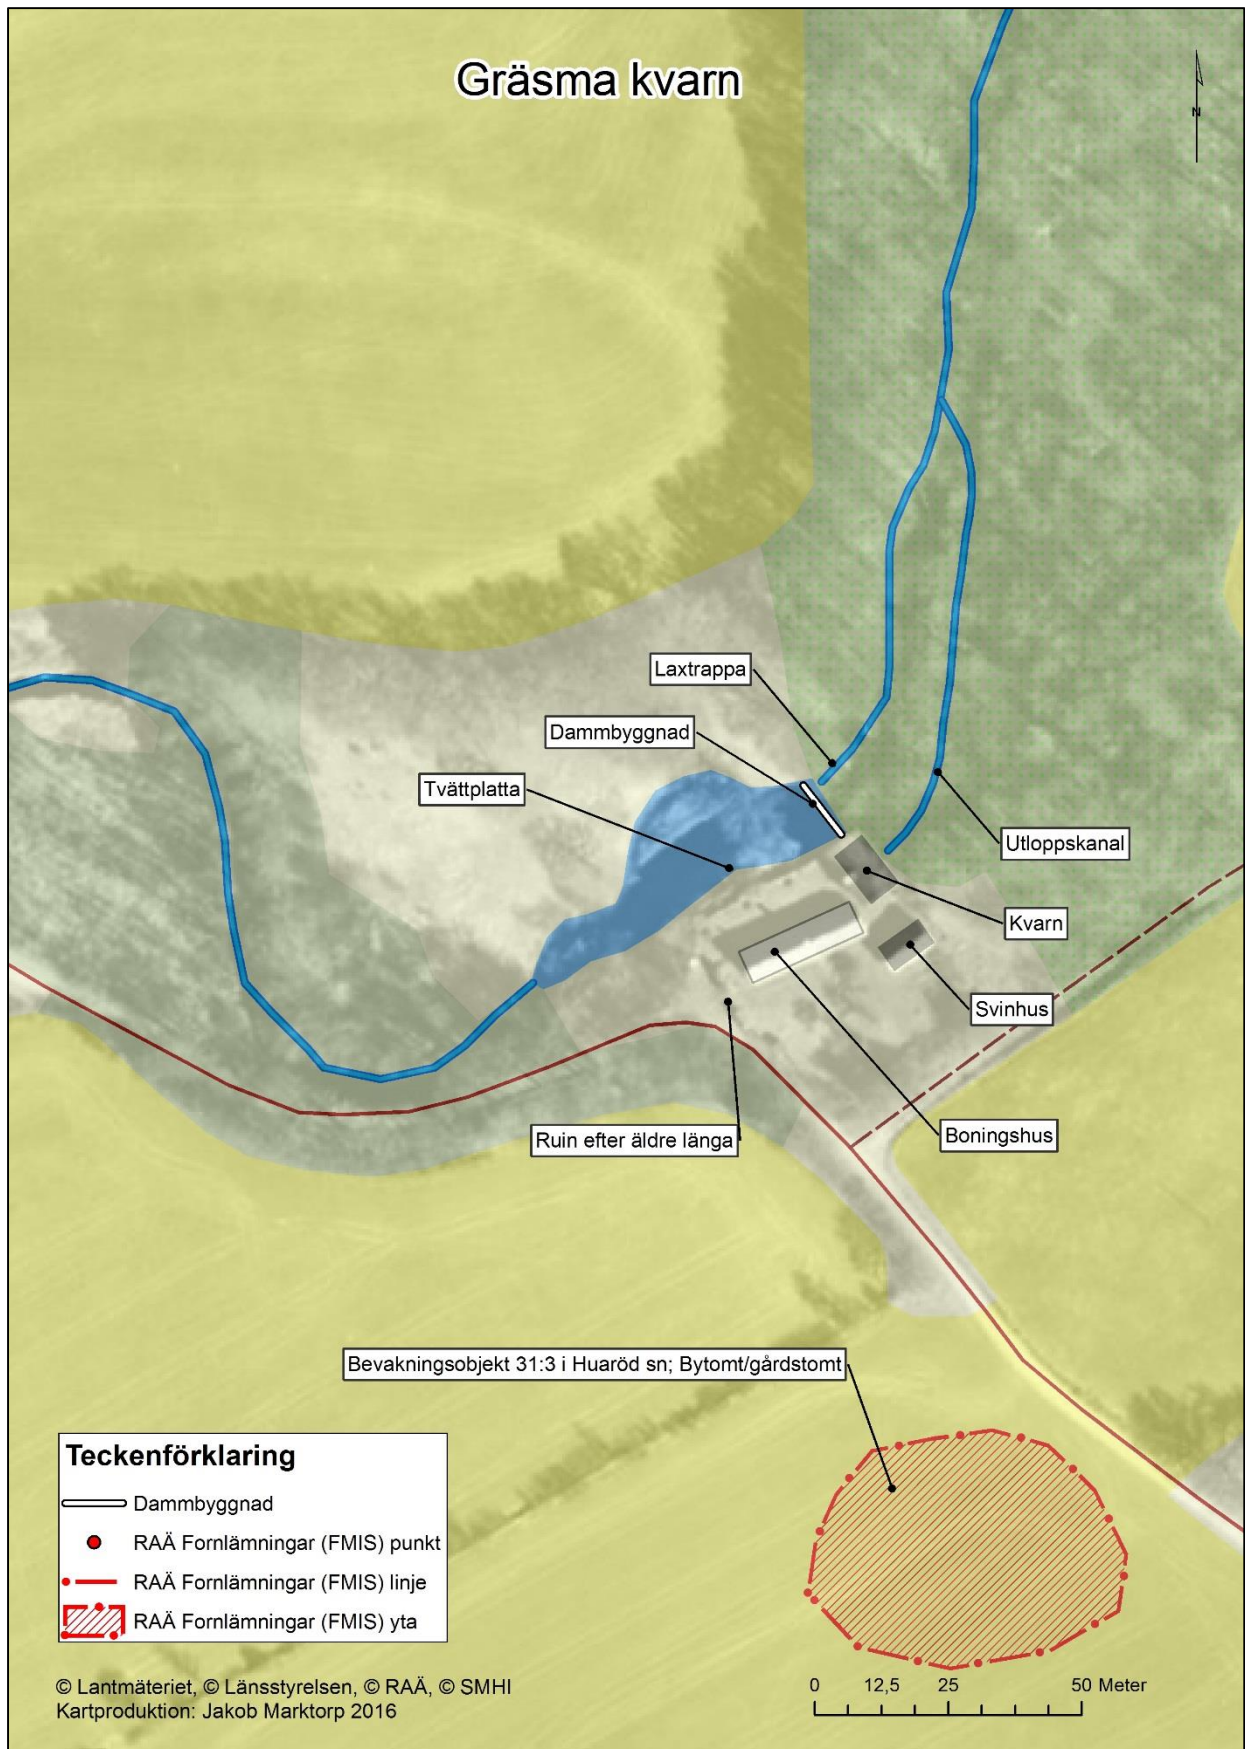 Gräsma kvarn
N
Laxtrappa
Dammbyggnad
Tvättplatta
Utloppskanal
Kvarn
Svinhus
Boningshus
Ruin efter äldre länga
Bevakningsobjekt 31:3 i Huaröd sn; Bytomt/gårdstomt
Teckenförklaring
Dammbyggnad
RAÄ Fornlämningar (FMIS) punkt
RAÄ Fornlämningar (FMIS) linje
RAÄ Fornlämningar (FMIS) yta
© Lantmäteriet, © Länsstyrelsen, © RAÄ, © SMHI
Kartproduktion: Jakob Marktorp 2016
0 12,5 25 50 Meter